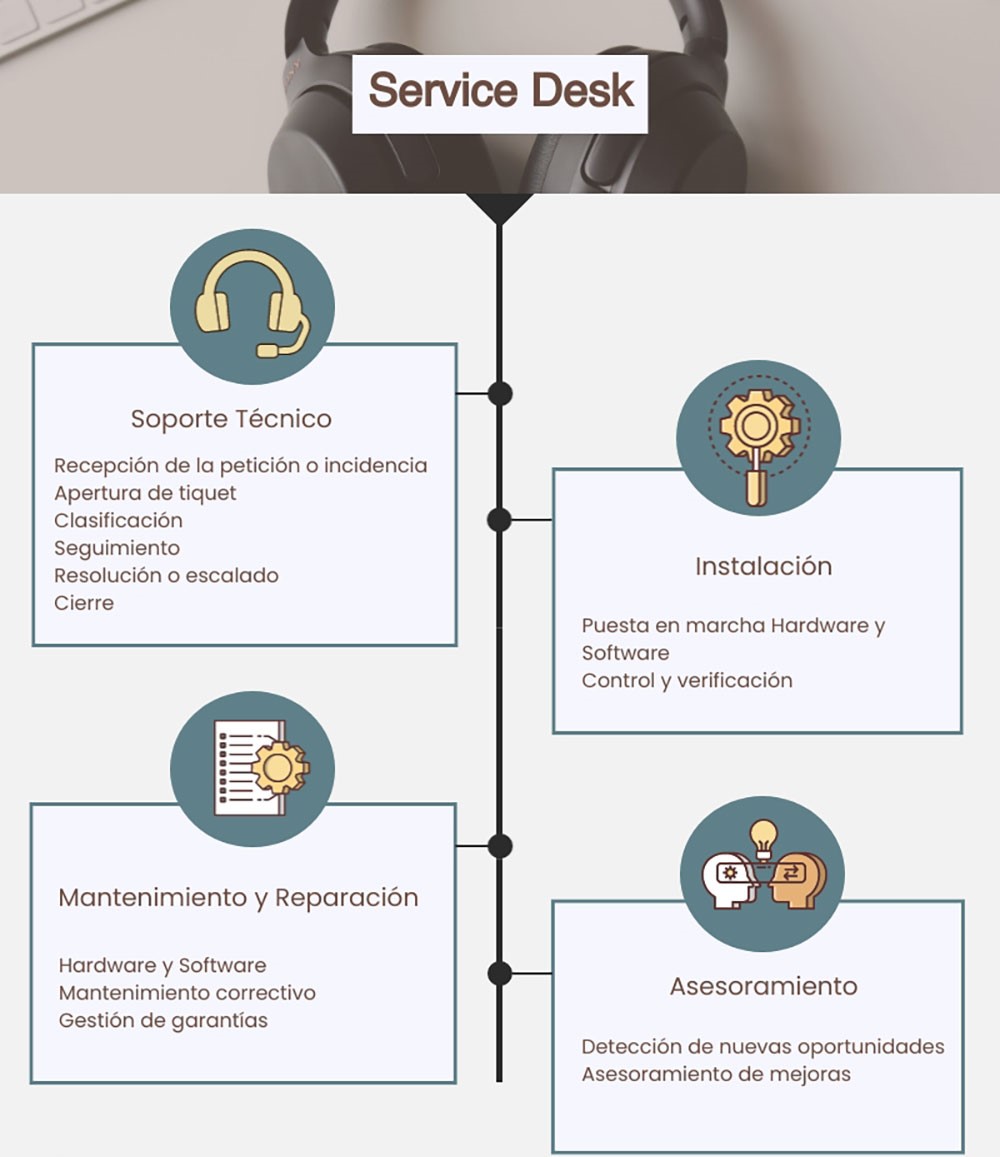 Service Desk
Soporte Técnico
Recepción de la petición o incidencia
Apertura de tiquet
Clasificación
Seguimiento
Resolución o escalado
Cierre
Instalación
Puesta en marcha Hardware y
Software
Control y verificación
Mantenimiento y Reparación
Hardware y Software
Mantenimiento correctivo
Gestión de garantías
Asesoramiento
Detección de nuevas oportunidades
Asesoramiento de mejoras